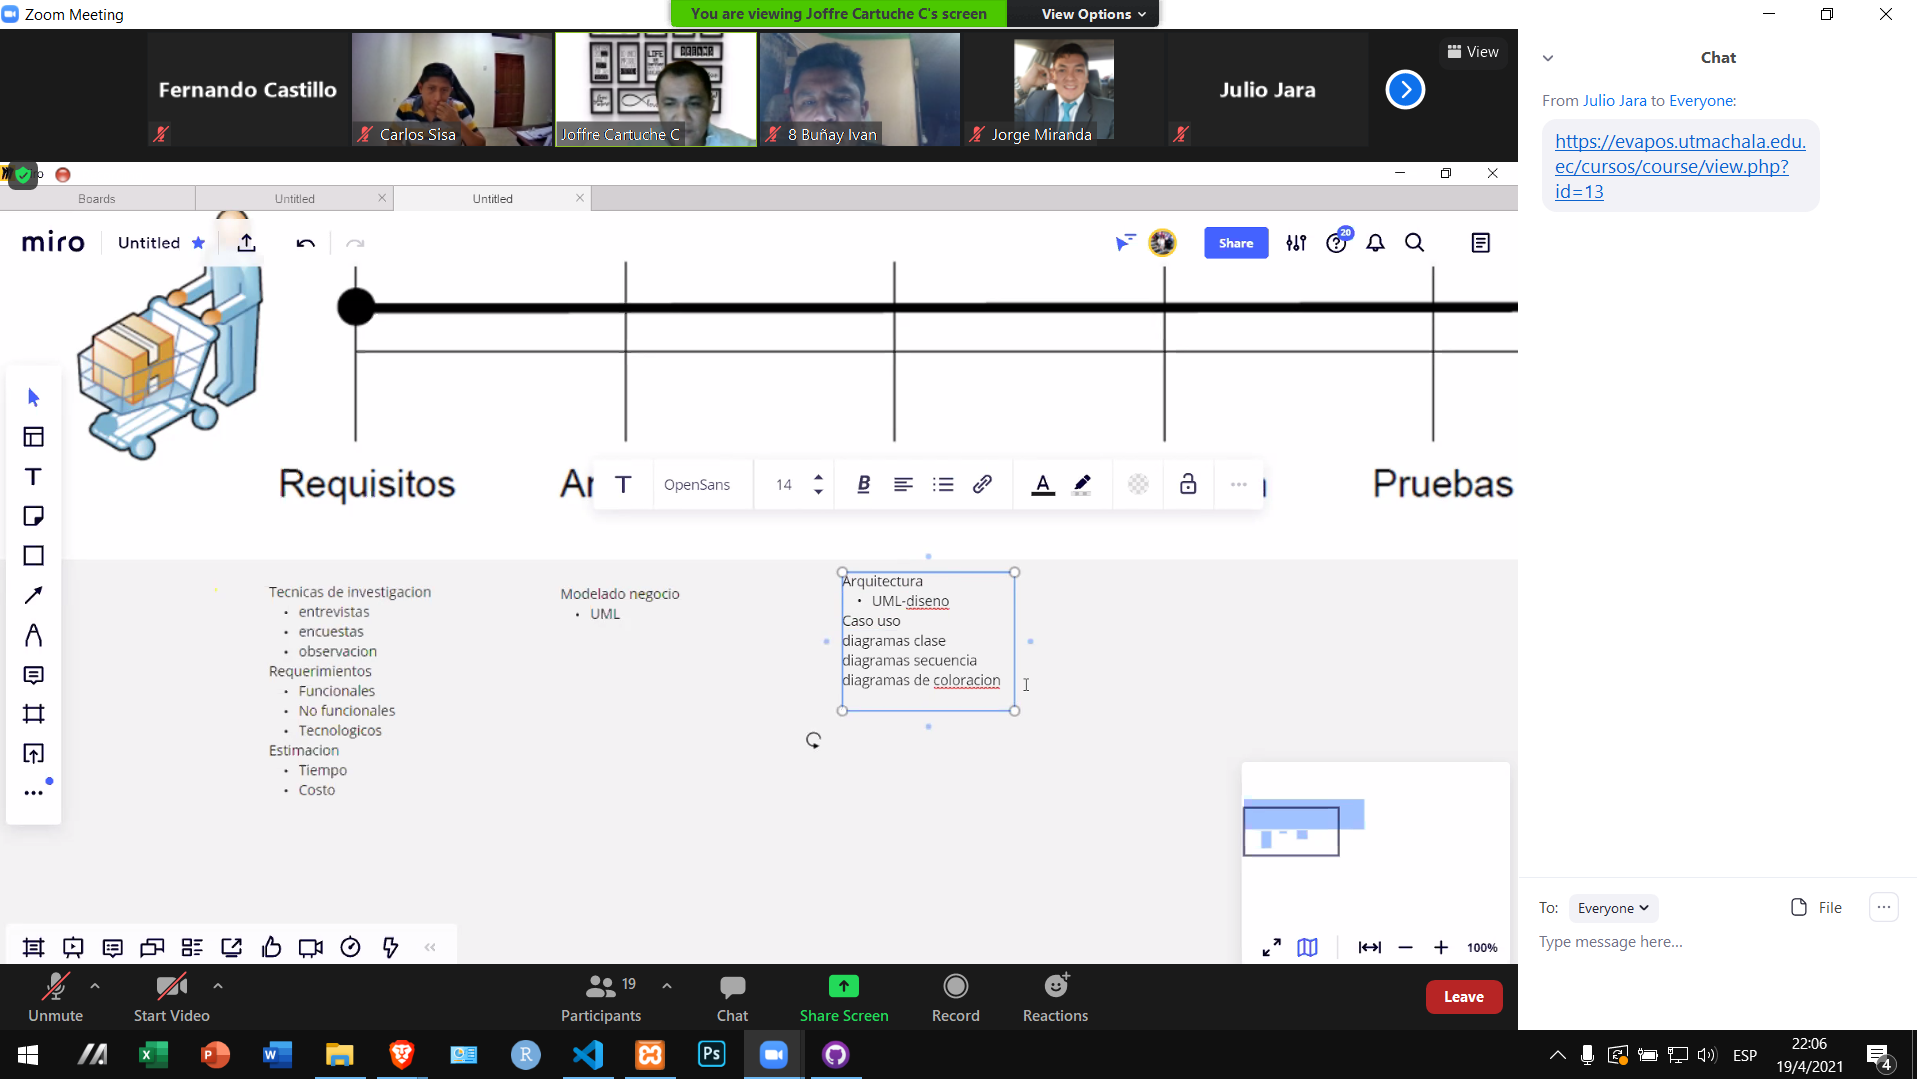 Zoom Meeting
You are viewing Joffre Cartuche C's screen
View Options
Fernando Castillo
Carlos Sisa
Joffre Cartuche C
8 Buñay Ivan
Jorge Miranda
Julio Jara
View
Boards
Untitled
Untitled
miro
Untitled
Share
20
Requisitos
Pruebas
OpenSans
14
B
A
Tecnicas de investigacion
• entrevistas
• encuestas
• observacion
Requerimientos
• Funcionales
• No funcionales
• Tecnologicos
Estimacion
• Tiempo
• Costo
Modelado negocio
• UML
Arquitectura
• UML-diseno
Caso uso
diagramas clase
diagramas secuencia
diagramas de coloracion
100%
Unmute
Start Video
Participants
19
Chat
Share Screen
Record
Reactions
Leave
Chat
From Julio Jara to Everyone:
https://evapos.utmachala.edu.
ec/cursos/course/view.php?
id=13
To:
Everyone
File
Type message here...
Ps
ESP
22:06
19/4/2021
4